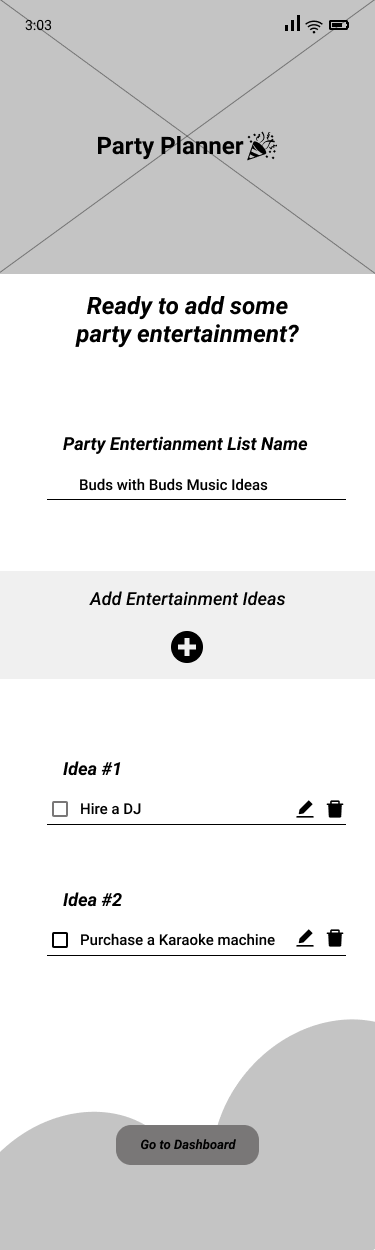 3:03
Party Planner
Ready to add some
party entertainment?
Party Entertianment List Name
Buds with Buds Music Ideas
Add Entertainment Ideas
Idea #1
Hire a DJ
Idea #2
Purchase a Karaoke machine
Go to Dashboard